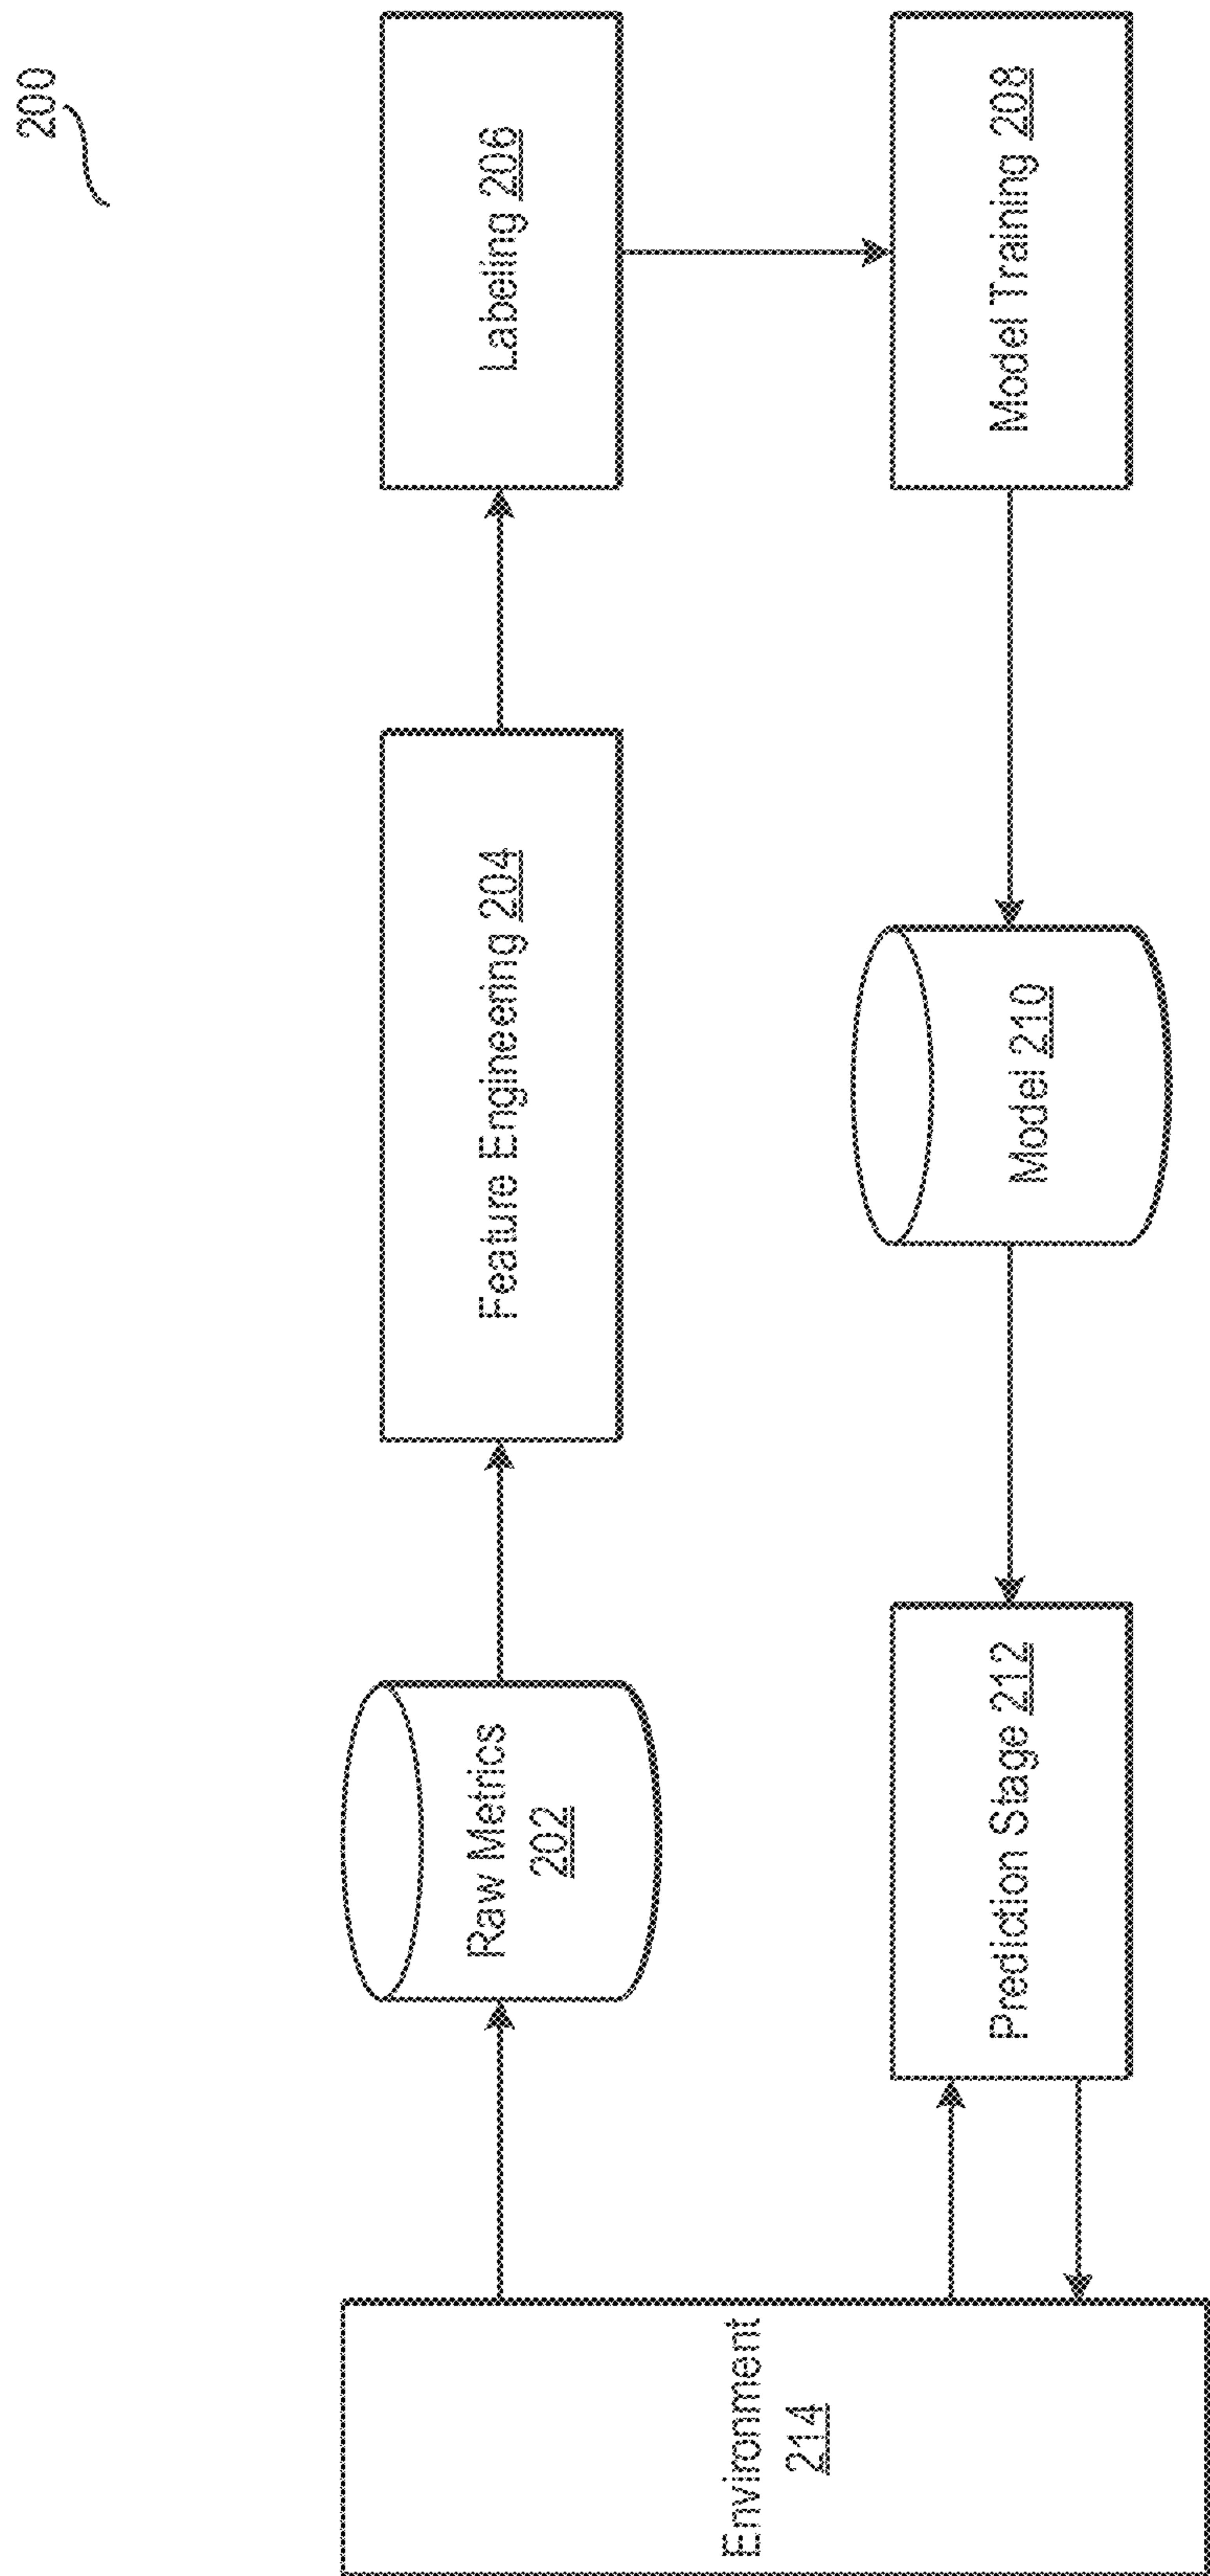 200
Environment
214
Raw Metrics
202
Feature Engineering 204
Labeling 206
Prediction Stage 212
Model 210
Model Training 208